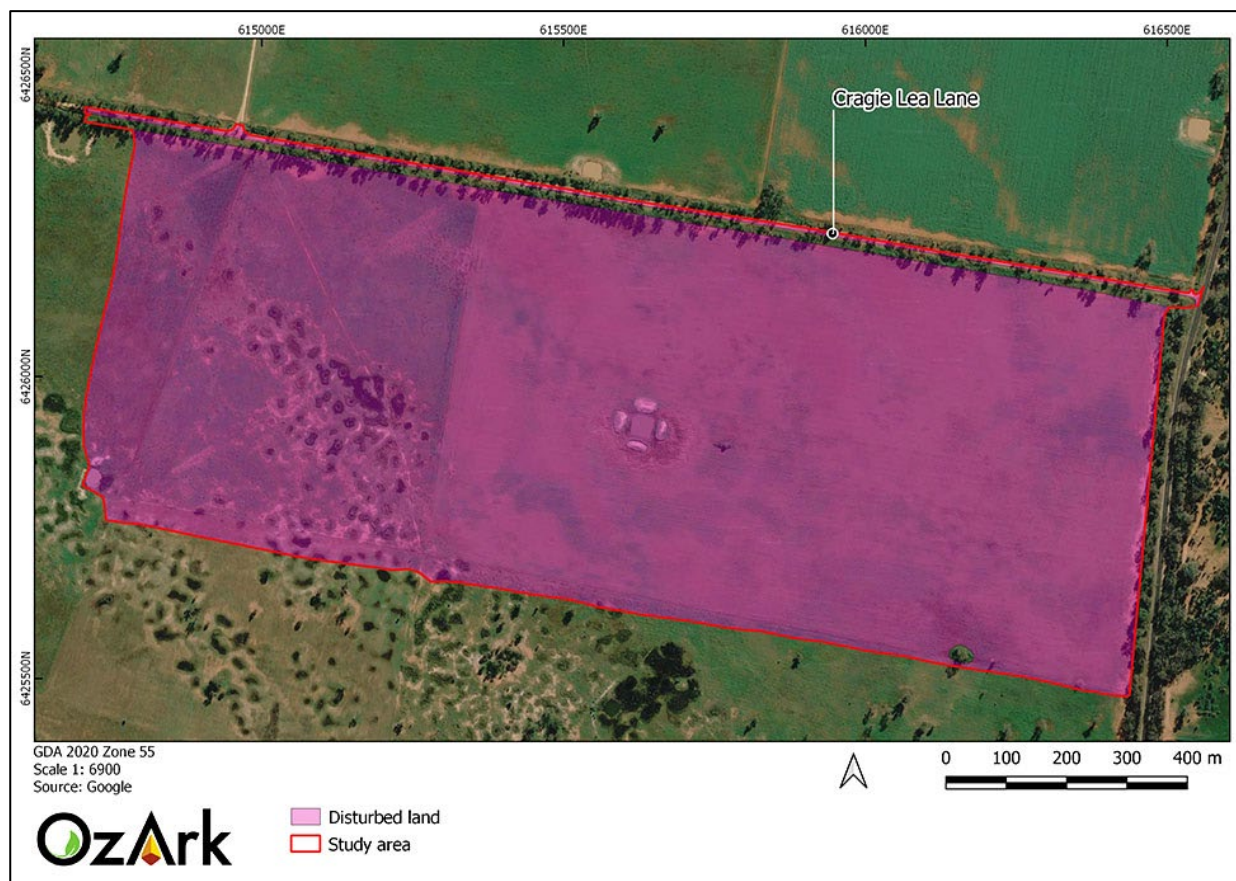 615000E
615500E
616000E
616500E
6426500N
6426000N
6425500N
Cragie Lea Lane
GDA 2020 Zone 55
Scale 1: 6900
Source: Google
0 100 200 300 400 m
OzArk
Disturbed land
Study area